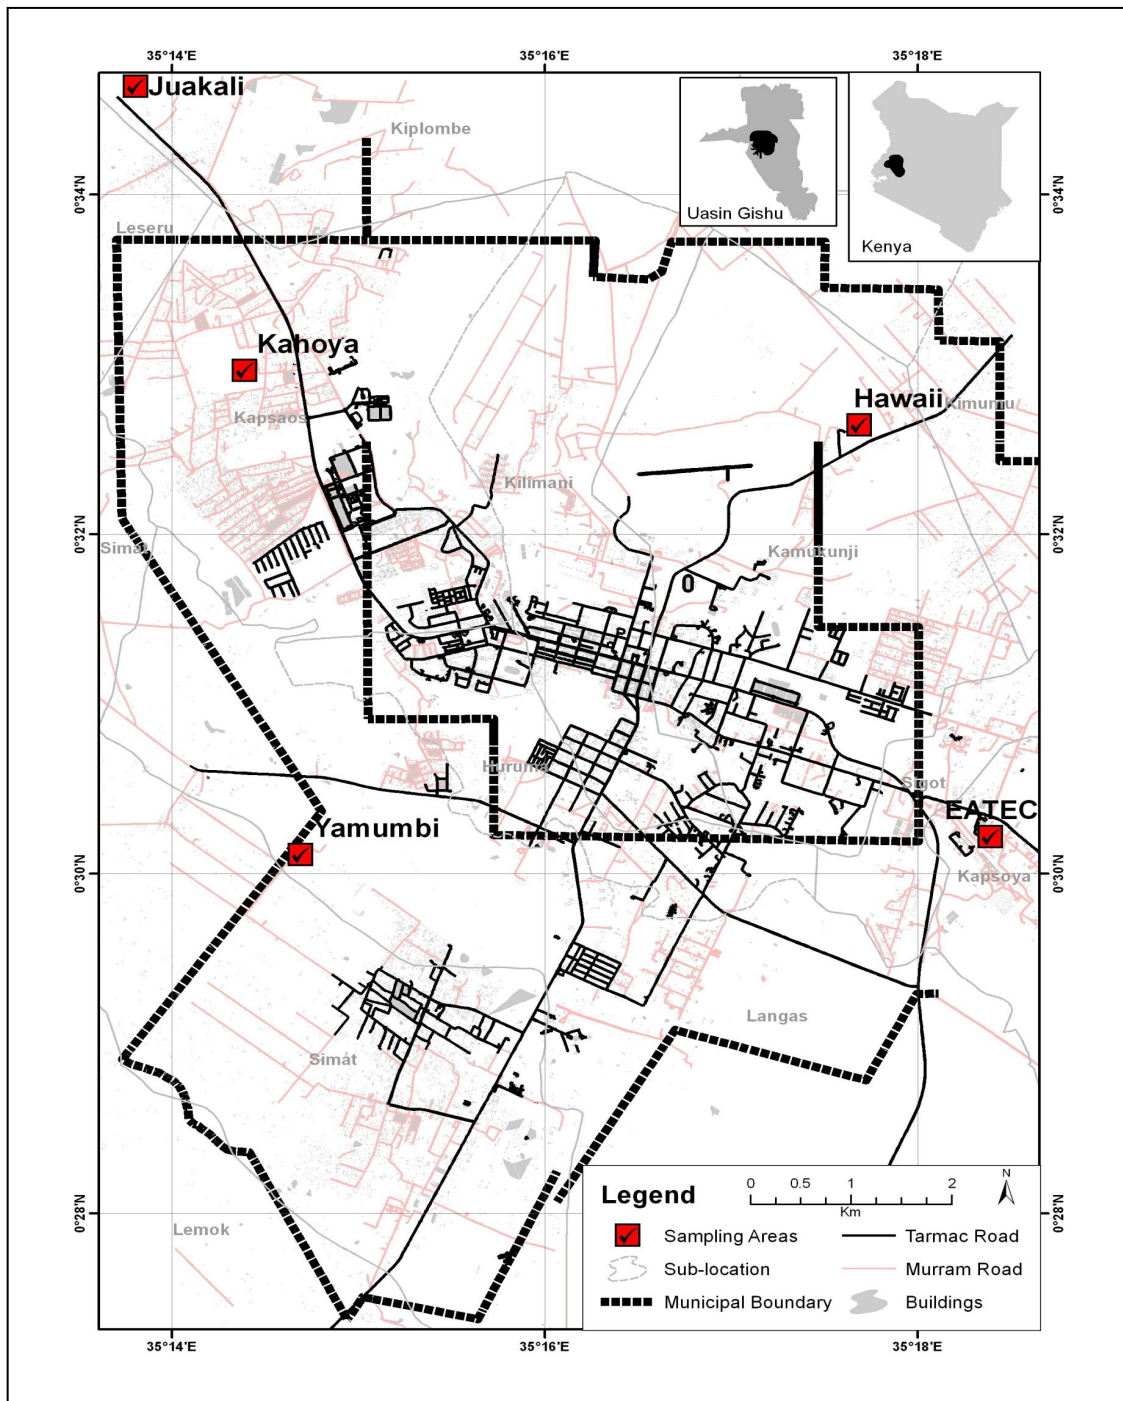 35°14'E
35°16'E
35°18'E
Juakali
Kiplombe
Uasin Gishu
Kenya
0°34'N
0°34'N
Leseru
Kahoya
Kapsaos
Hawaii
Kimumu
Kilimani
0°32'N
0°32'N
Simat
Kamukunji
Huruma
Sigot
EATEC
Yamumbi
0°30'N
0°30'N
Kapsoya
Langas
Simat
Lemok
0°28'N
0°28'N
Legend
0 0.5 1 2
Km
N
Sampling Areas
Tarmac Road
Sub-location
Murram Road
Municipal Boundary
Buildings
35°14'E
35°16'E
35°18'E